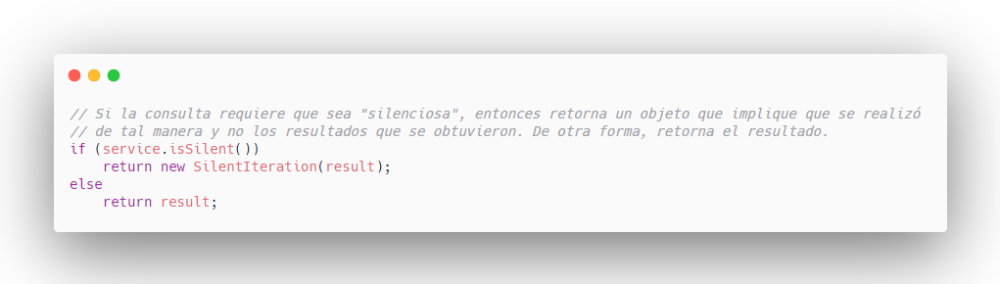 // Si la consulta requiere que sea "silenciosa", entonces retorna un objeto que implique que se realizó
// de tal manera y no los resultados que se obtuvieron. De otra forma, retorna el resultado.
if (service.isSilent())
    return new SilentIteration(result);
else
    return result;